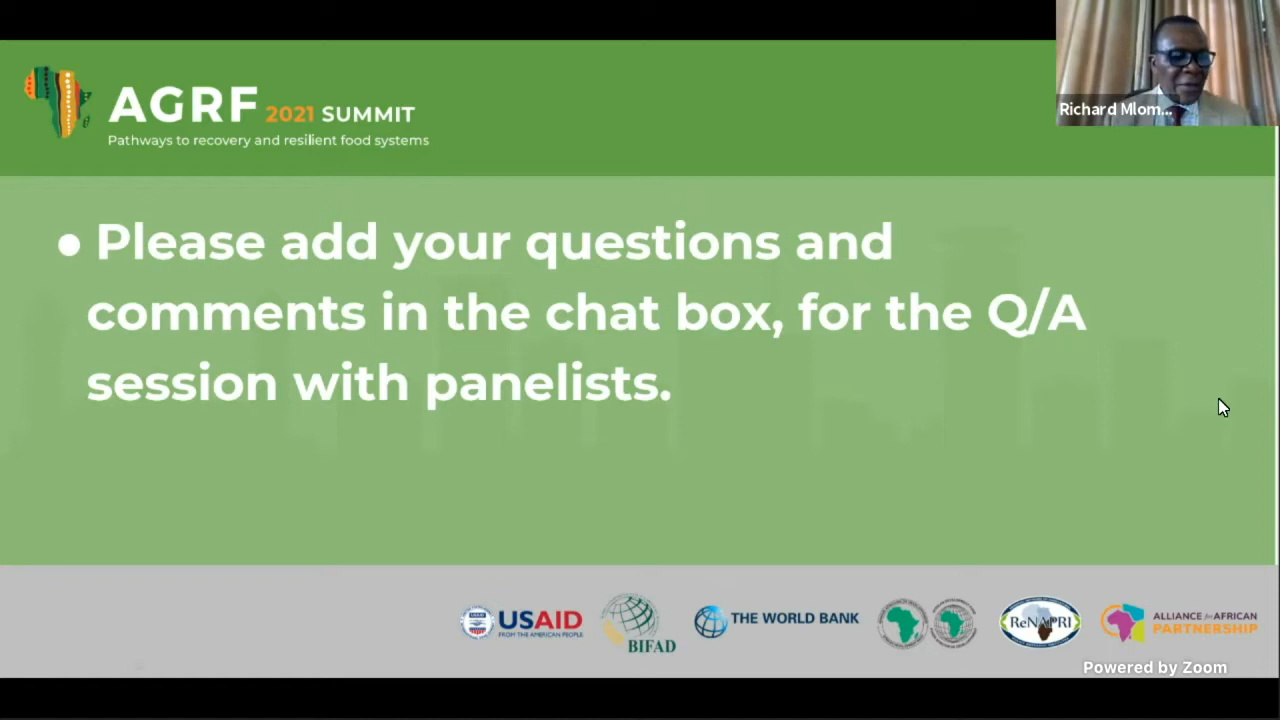 Richard Mlom...
AGRF 2021 SUMMIT
Pathways to recovery and resilient food systems
● Please add your questions and
comments in the chat box, for the Q/A
session with panelists.
USAID
FROM THE AMERICAN PEOPLE
BIFAD
THE WORLD BANK
ReNAPRI
ALLIANCE for AFRICAN
PARTNERSHIP
Powered by Zoom